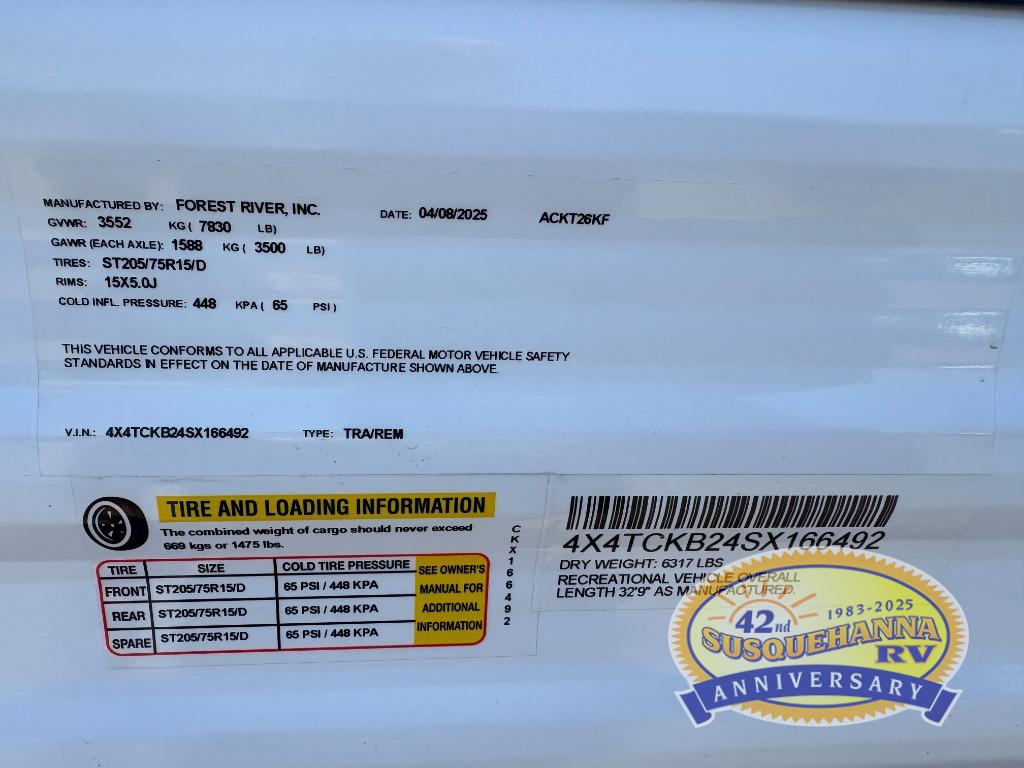 MANUFACTURED BY: FOREST RIVER, INC. DATE: 04/08/2025 ACKT26KF
GVWR: 3552 KG ( 7830 LB)
GAWR (EACH AXLE): 1588 KG ( 3500 LB)
TIRES: ST205/75R15/D
RIMS: 15X5.0J
COLD INFL. PRESSURE: 448 KPA ( 65 PSI )
THIS VEHICLE CONFORMS TO ALL APPLICABLE U.S. FEDERAL MOTOR VEHICLE SAFETY
STANDARDS IN EFFECT ON THE DATE OF MANUFACTURE SHOWN ABOVE.
V.I.N.: 4X4TCKB24SX166492 TYPE: TRA/REM
TIRE AND LOADING INFORMATION
The combined weight of cargo should never exceed
669 kgs or 1475 lbs.
TIRE SIZE COLD TIRE PRESSURE
FRONT ST205/75R15/D 65 PSI / 448 KPA
REAR ST205/75R15/D 65 PSI / 448 KPA
SPARE ST205/75R15/D 65 PSI / 448 KPA
SEE OWNER'S
MANUAL FOR
ADDITIONAL
INFORMATION
CKX166492
4X4TCKB24SX166492
DRY WEIGHT: 6317 LBS
RECREATIONAL VEHICLE OVERALL
LENGTH 32'9" AS MANUFACTURED.
42nd 1983-2025
SUSQUEHANNA
RV
ANNIVERSARY